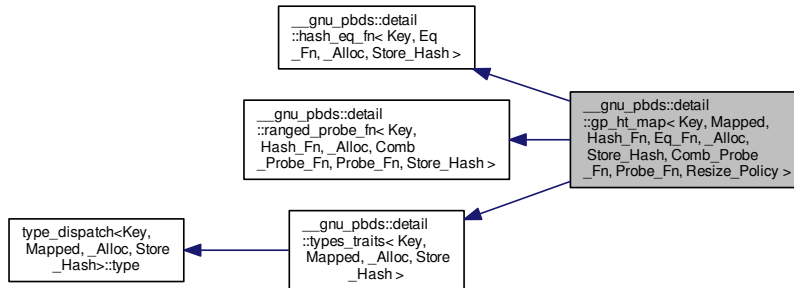 __gnu_pbds::detail
::hash_eq_fn< Key, Eq
_Fn, _Alloc, Store_Hash >
__gnu_pbds::detail
::ranged_probe_fn< Key,
Hash_Fn, _Alloc, Comb
_Probe_Fn, Probe_Fn, Store_Hash >
__gnu_pbds::detail
::gp_ht_map< Key, Mapped,
Hash_Fn, Eq_Fn, _Alloc,
Store_Hash, Comb_Probe
_Fn, Probe_Fn, Resize_Policy >
type_dispatch<Key,
Mapped, _Alloc, Store
_Hash>::type
__gnu_pbds::detail
::types_traits< Key,
Mapped, _Alloc, Store
_Hash >